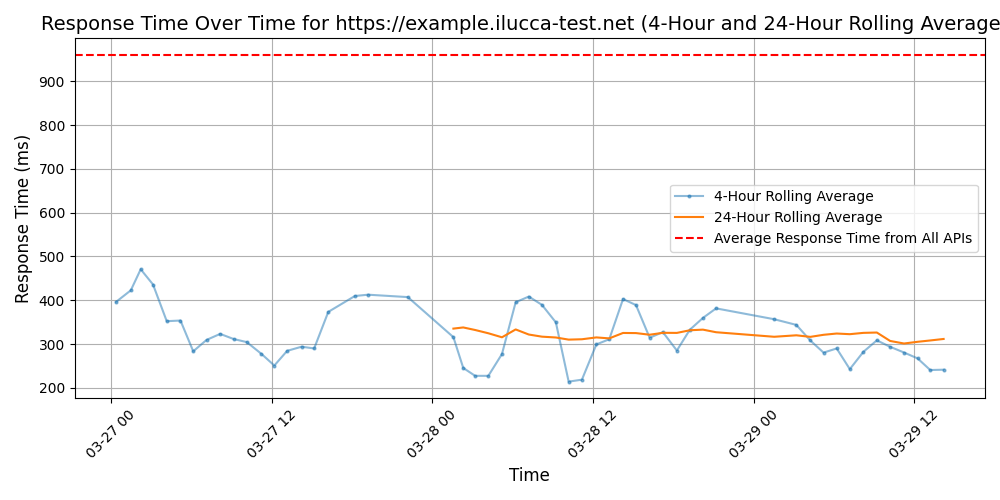 Response Time Over Time for https://example.ilucca-test.net (4-Hour and 24-Hour Rolling Average
Response Time (ms)
900
800
700
600
500
400
300
200
4-Hour Rolling Average
24-Hour Rolling Average
Average Response Time from All APIs
03-27 00
03-27 12
03-28 00
03-28 12
03-29 00
03-29 12
Time